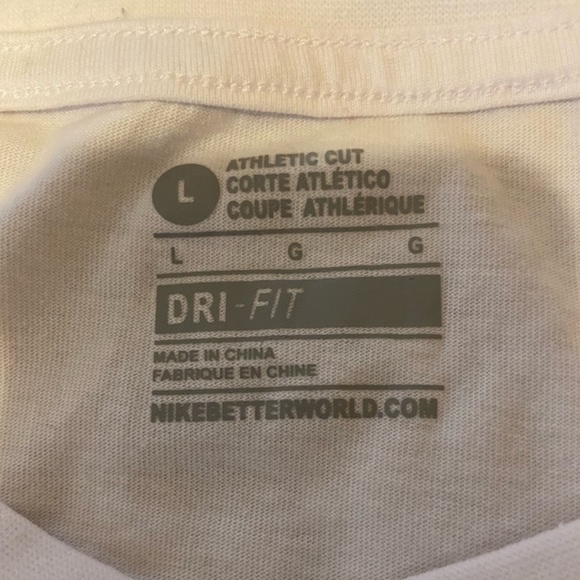 L
ATHLETIC CUT
CORTE ATLÉTICO
COUPE ATHLÉRIQUE
L G G
DRI-FIT
MADE IN CHINA
FABRIQUE EN CHINE
NIKEBETTERWORLD.COM